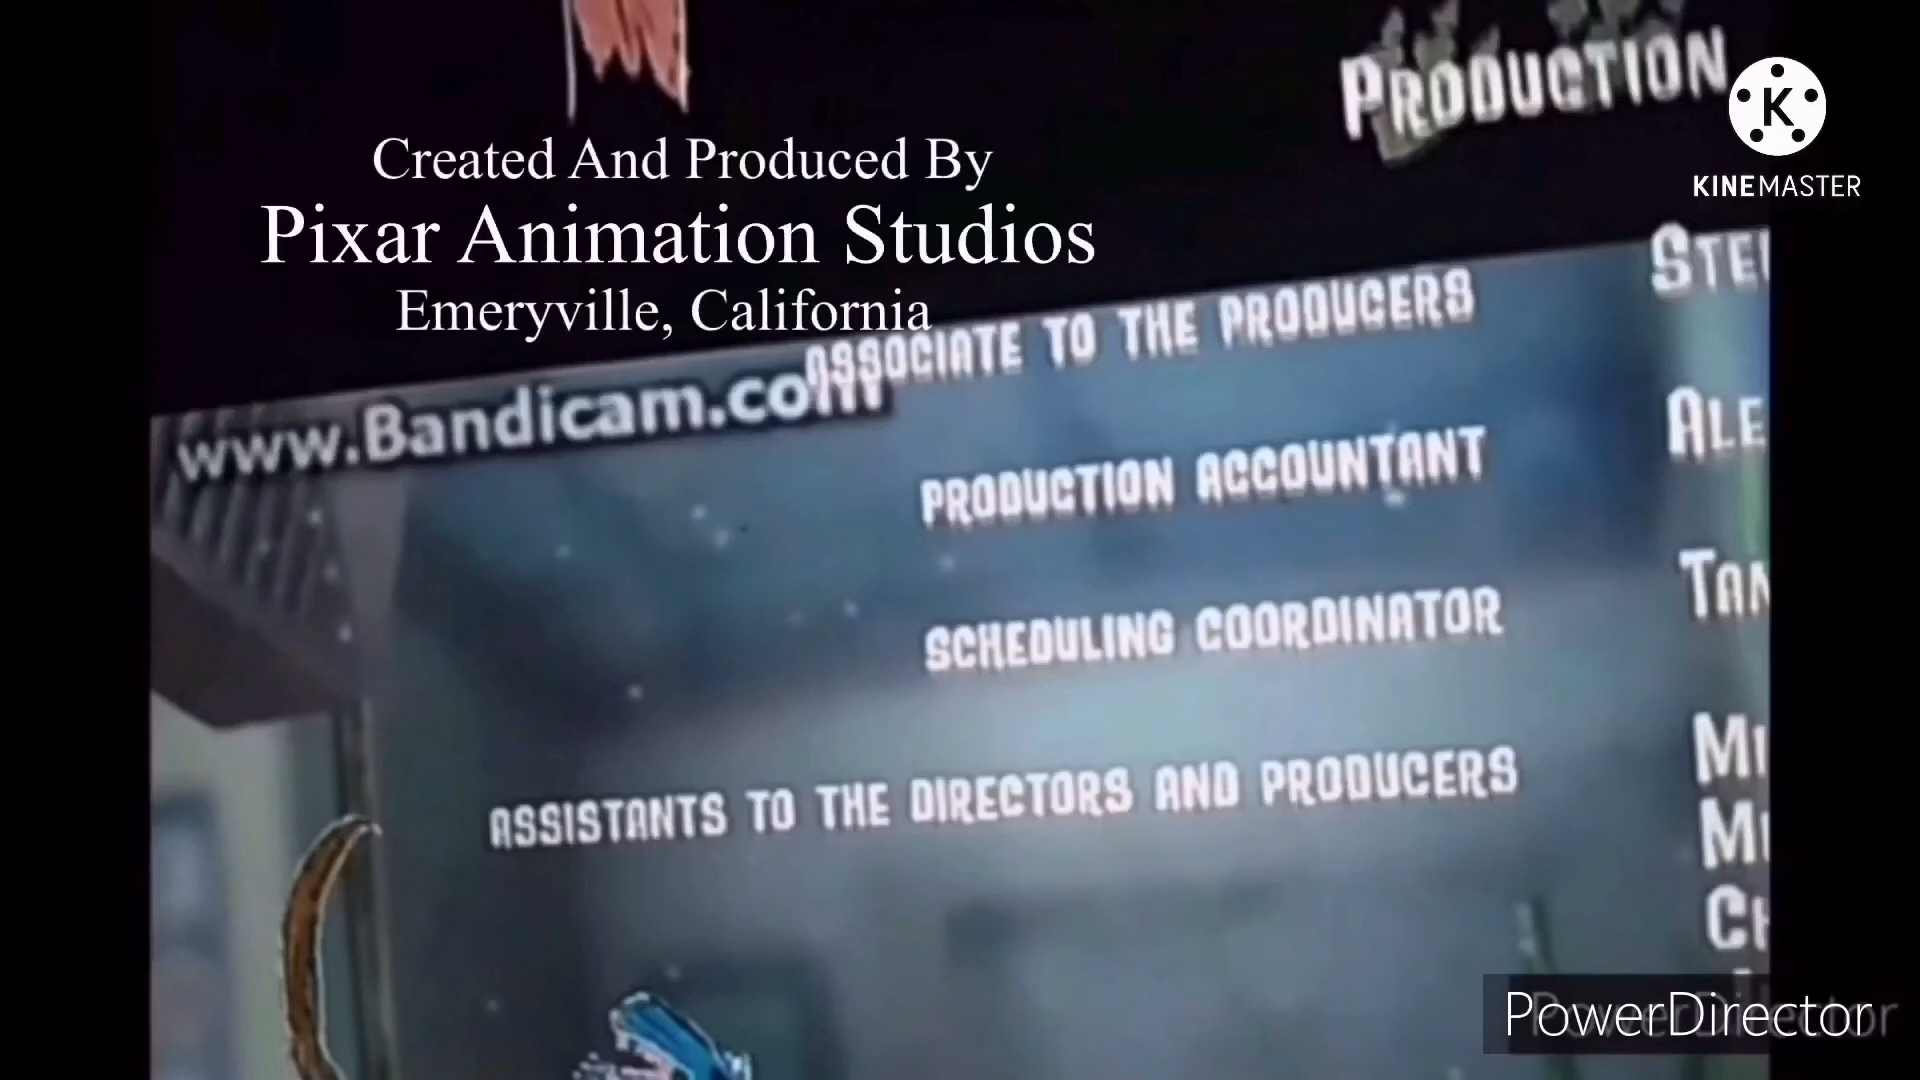 PRODUCTION
K
KINEMASTER
Created And Produced By
Pixar Animation Studios
Emeryville, California
ASSOCIATE TO THE PRODUCERS
www.Bandicam.com
PRODUCTION ACCOUNTANT
SCHEDULING COORDINATOR
ASSISTANTS TO THE DIRECTORS AND PRODUCERS
PowerDirector